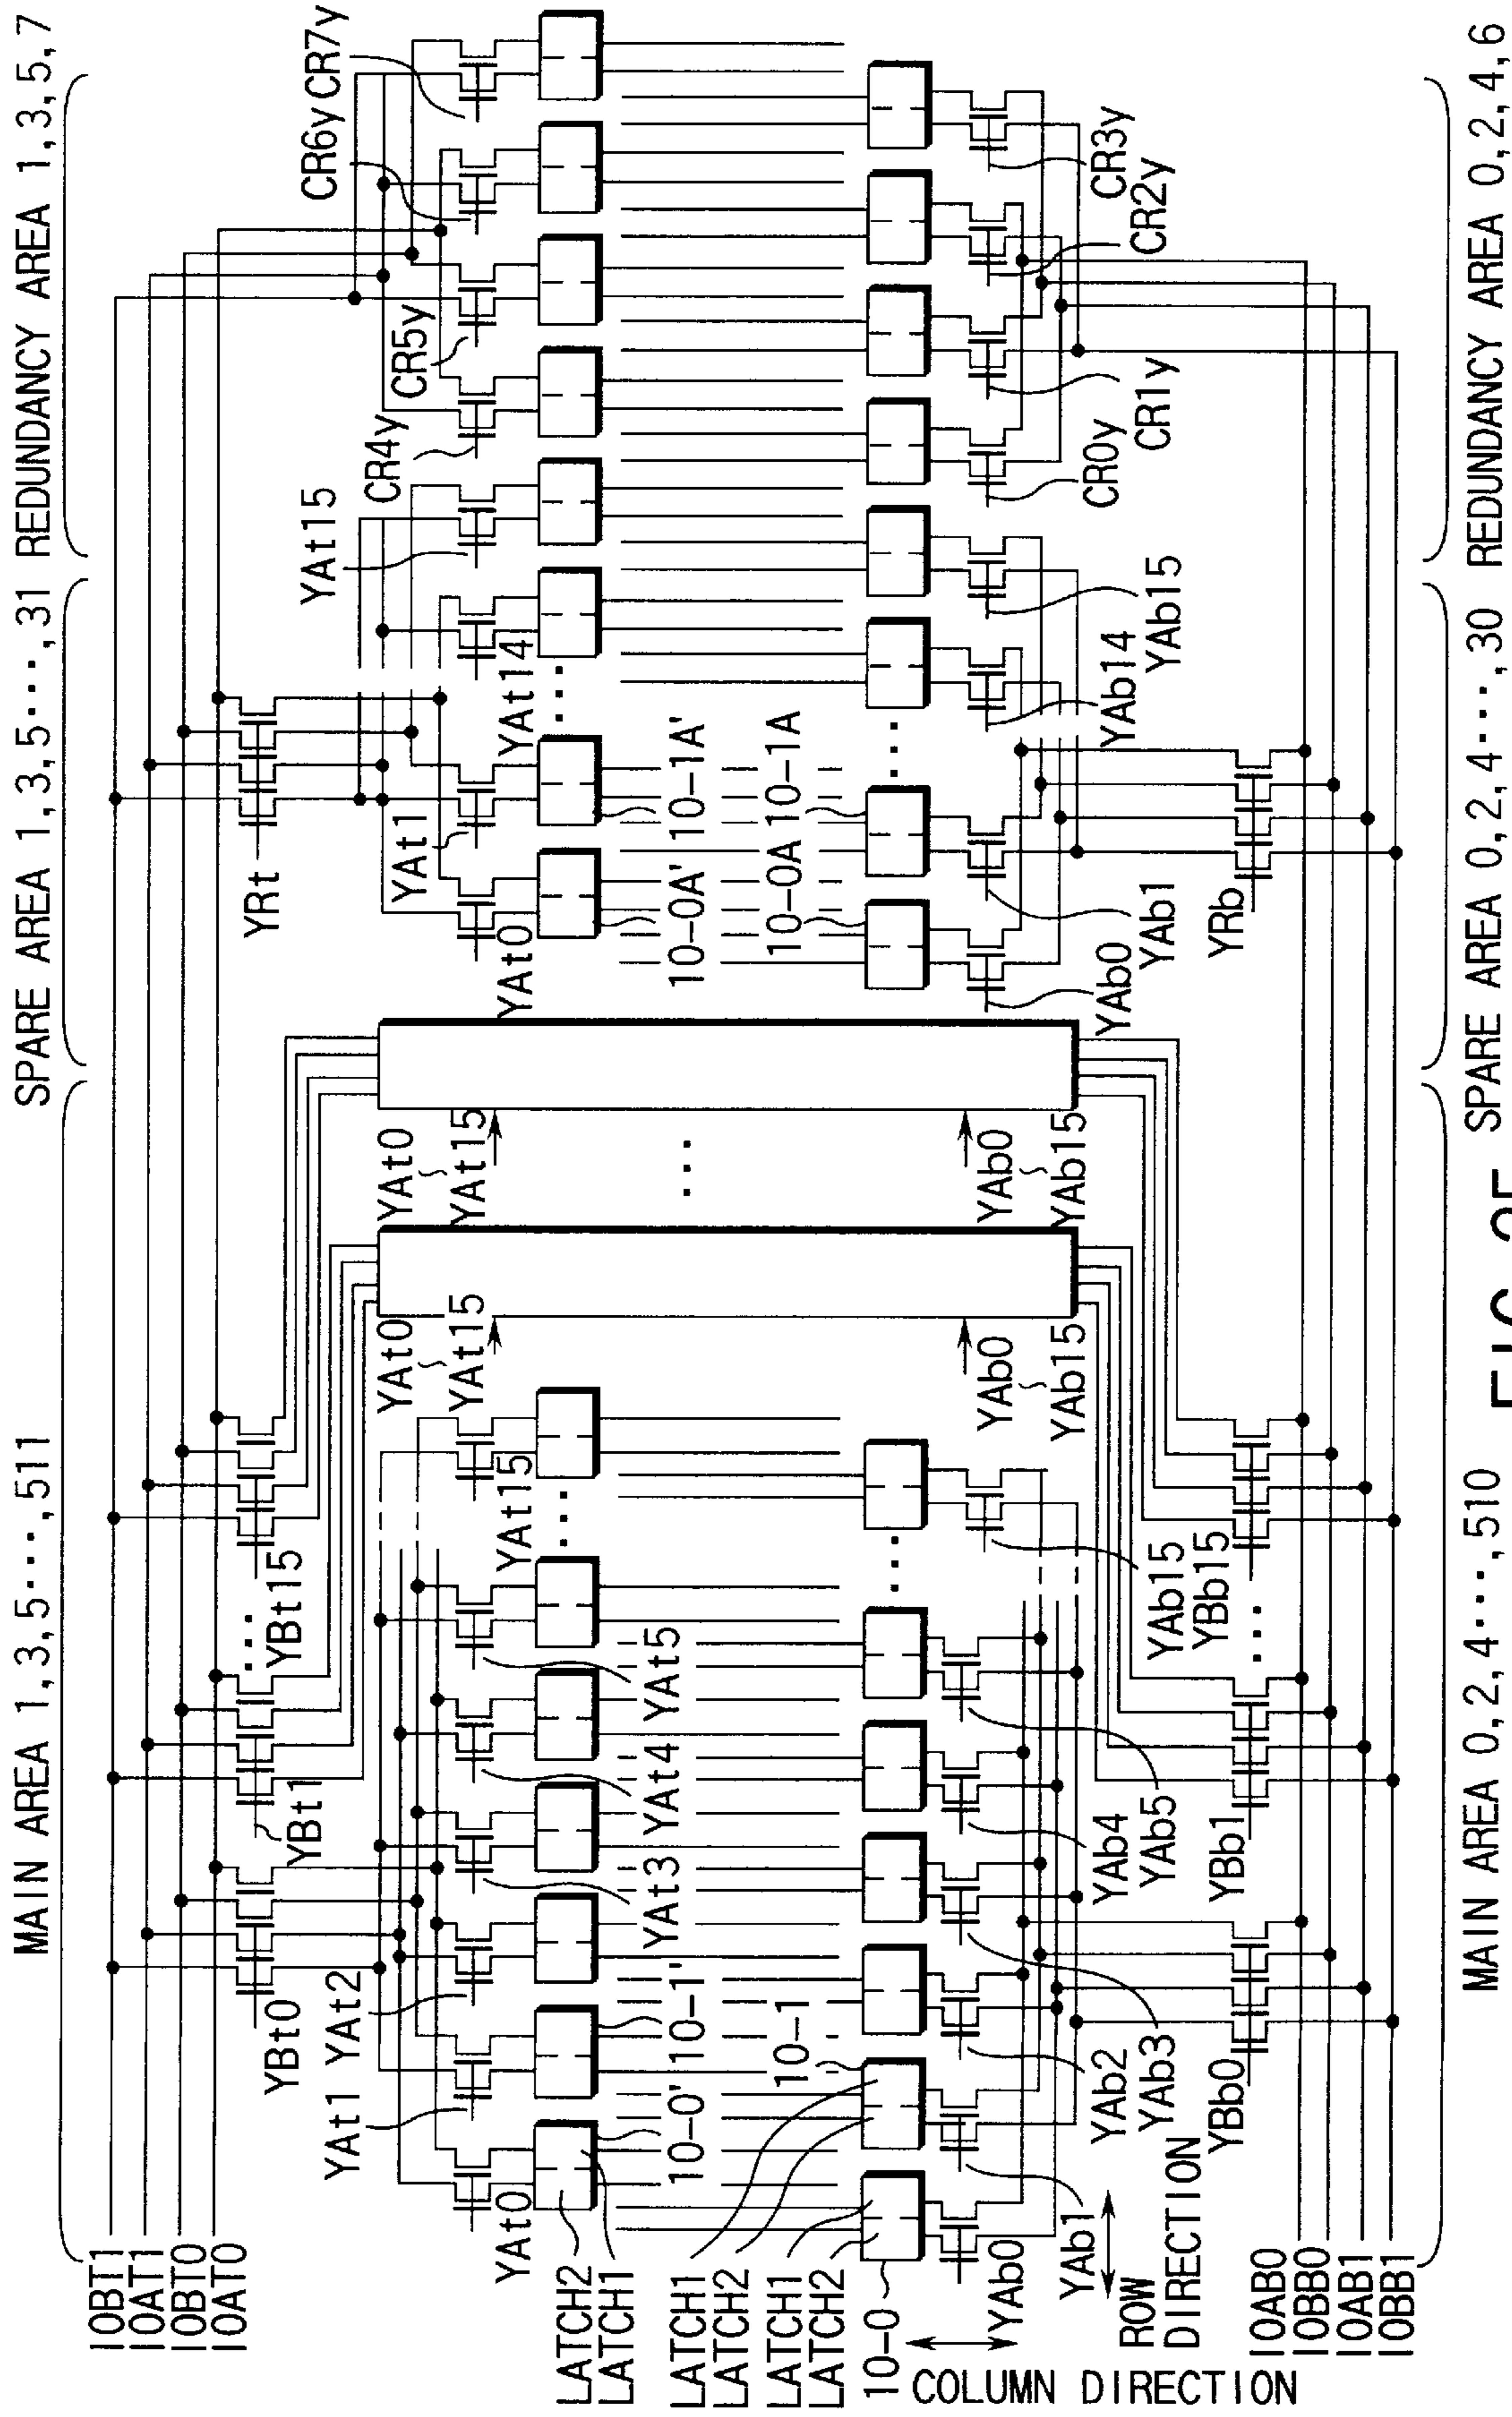 MAIN AREA 1,3,5···,511
SPARE AREA 1,3,5···,31
REDUNDANCY AREA 1,3,5,7
IOBT1
IOAT1
IOBT0
IOAT0
YBt0
YBt1
···
YBt15
YRt
CR6y
CR7y
YAt0
YAt1
YAt2
YAt3
YAt4
YAt5
···
YAt15
YAt0
~
YAt15
YAt0
~
YAt15
YAt0
YAt1
YAt14
···
YAt15
CR4y
CR5y
LATCH2
LATCH1
LATCH1
LATCH2
LATCH1
LATCH2
10-0
10-0'
10-1'
10-1
···
10-0A'
10-1A'
10-0A
10-1A
YAb0
YAb1
YAb2
YAb3
YAb4
YAb5
···
YAb15
YAb0
~
YAb15
YAb0
~
YAb15
YAb0
YAb1
···
YAb14
YAb15
CR0y
CR1y
CR2y
CR3y
YBb0
YBb1
···
YBb15
YRb
ROW
DIRECTION
COLUMN DIRECTION
IOAB0
IOBB0
IOAB1
IOBB1
MAIN AREA 0,2,4···,510
SPARE AREA 0,2,4···,30
REDUNDANCY AREA 0,2,4,6